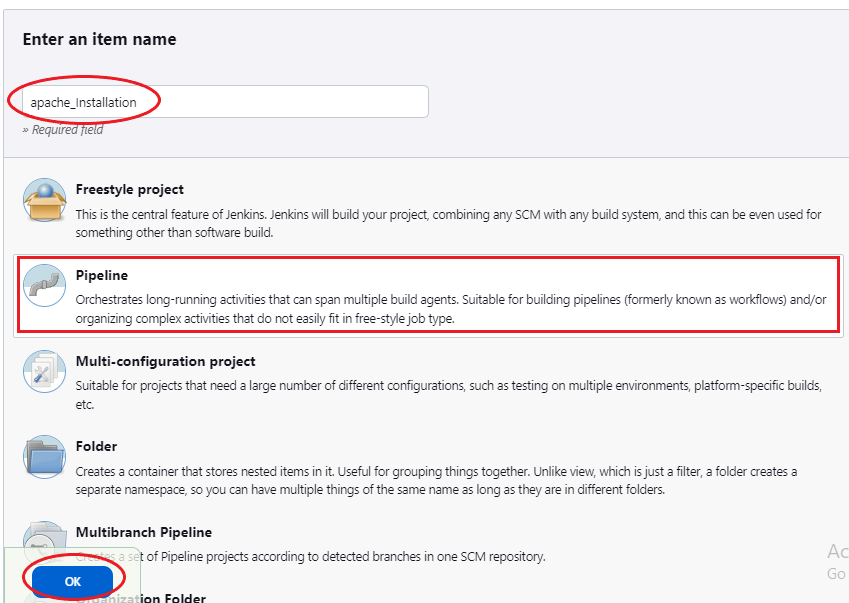 Enter an item name
apache_Installation
» Required field
Freestyle project
This is the central feature of Jenkins. Jenkins will build your project, combining any SCM with any build system, and this can be even used for
something other than software build.
Pipeline
Orchestrates long-running activities that can span multiple build agents. Suitable for building pipelines (formerly known as workflows) and/or
organizing complex activities that do not easily fit in free-style job type.
Multi-configuration project
Suitable for projects that need a large number of different configurations, such as testing on multiple environments, platform-specific builds,
etc.
Folder
Creates a container that stores nested items in it. Useful for grouping things together. Unlike view, which is just a filter, a folder creates a
separate namespace, so you can have multiple things of the same name as long as they are in different folders.
Multibranch Pipeline
Creates a set of Pipeline projects according to detected branches in one SCM repository.
Ac
Go
OK
Organization Folder